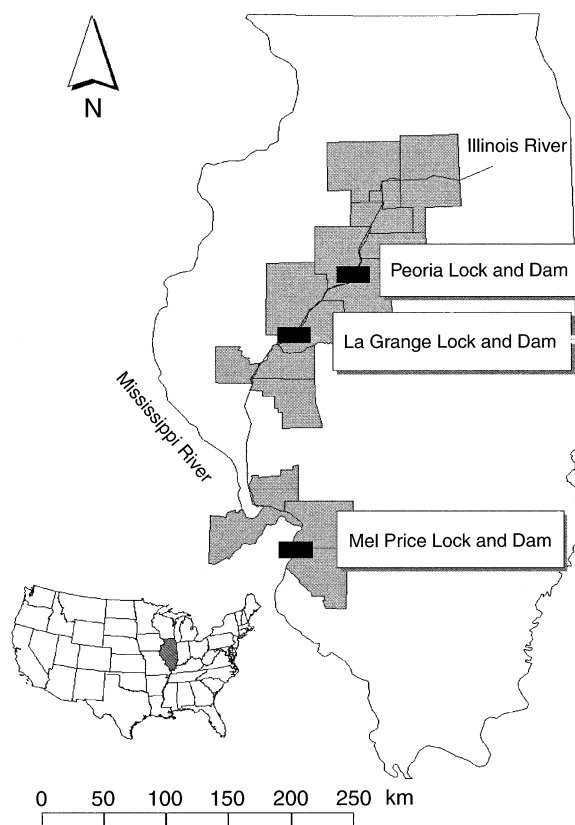 N
Illinois River
Peoria Lock and Dam
La Grange Lock and Dam
Mississippi River
Mel Price Lock and Dam
0 50 100 150 200 250 km